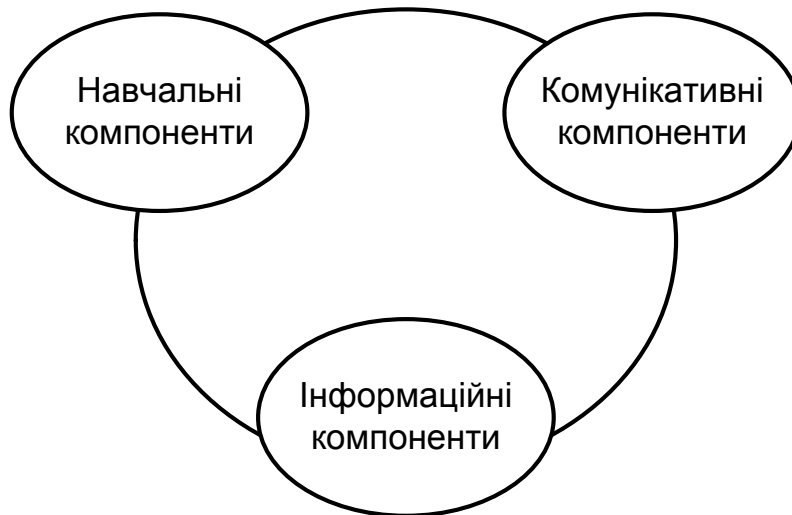 Навчальні
компоненти
Комунікативні
компоненти
Інформаційні
компоненти